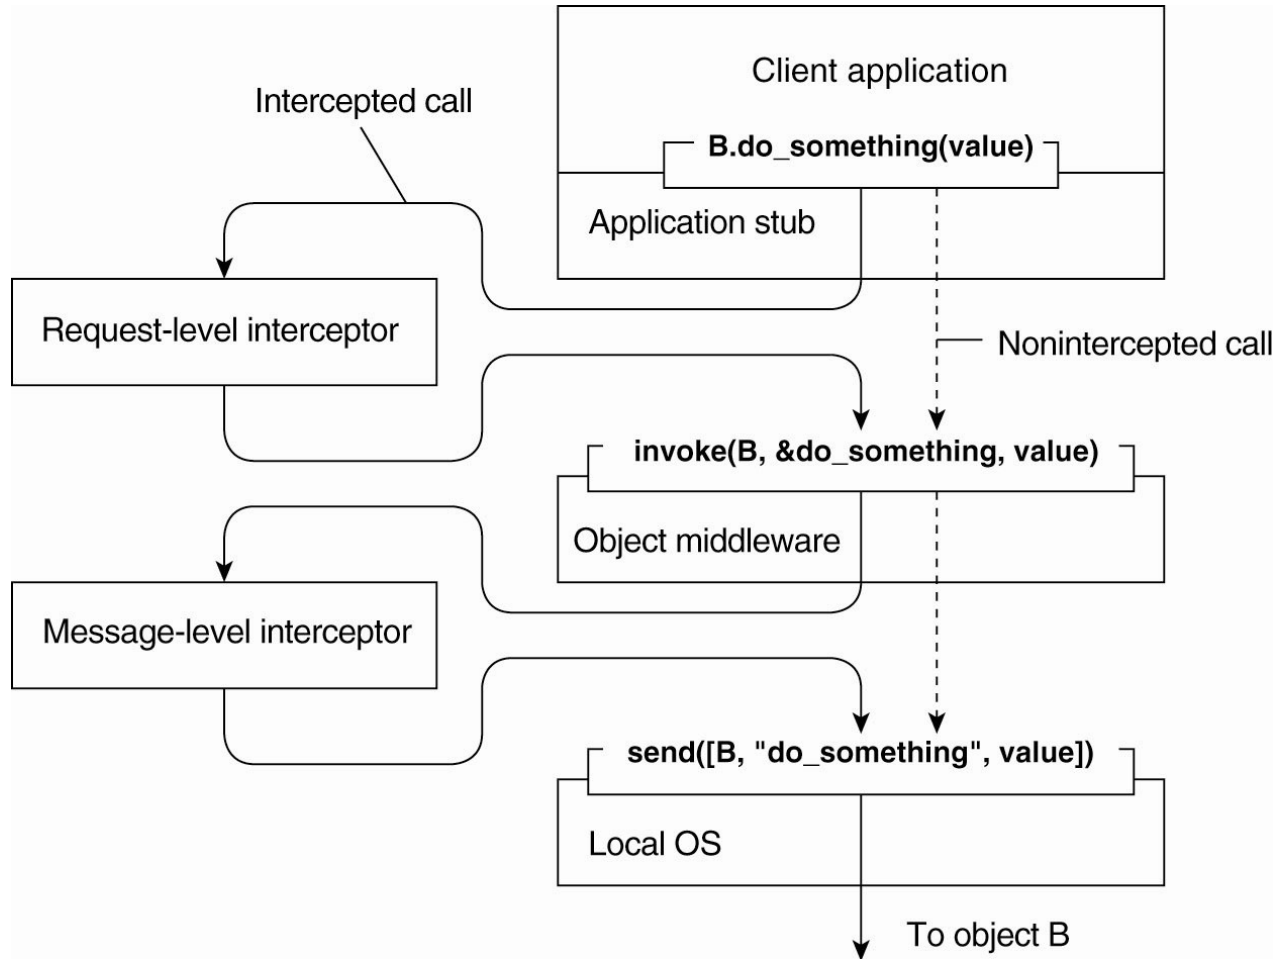 Client application
Intercepted call
B.do_something(value)
Application stub
Request-level interceptor
Nonintercepted call
invoke(B, &do_something, value)
Object middleware
Message-level interceptor
send([B, "do_something", value])
Local OS
To object B